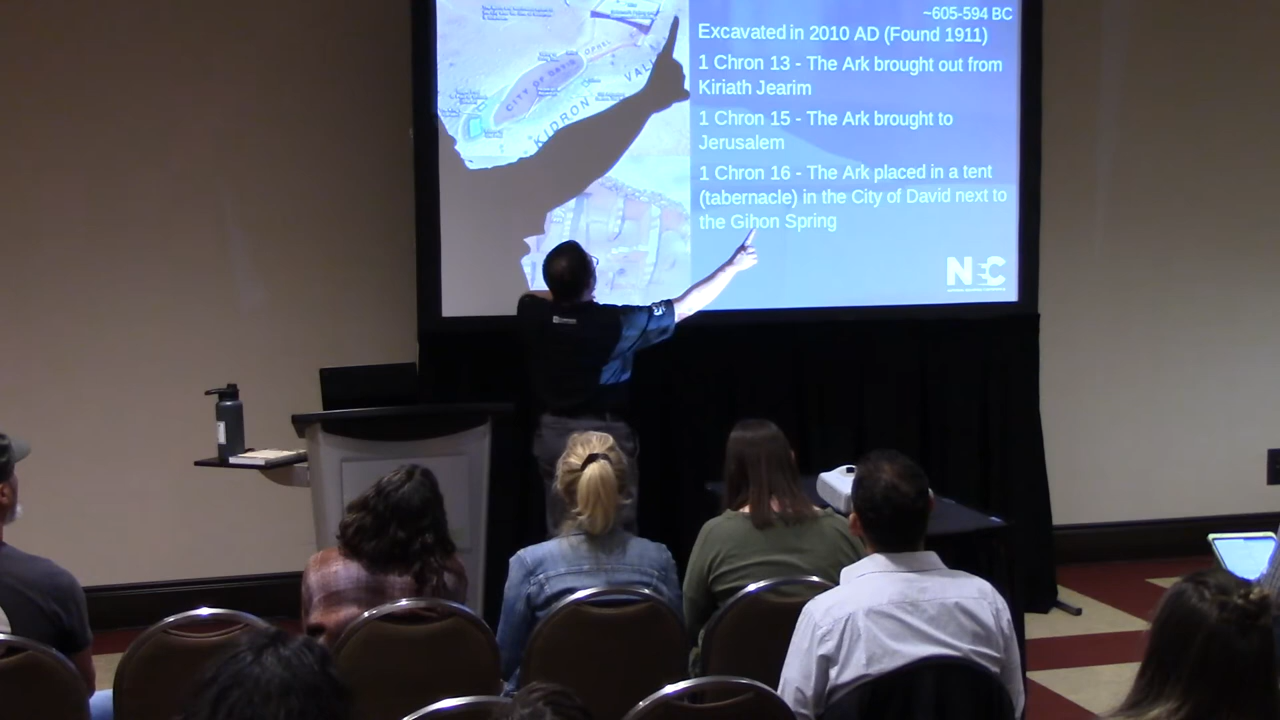 ~605-594 BC
Excavated in 2010 AD (Found 1911)
1 Chron 13 - The Ark brought out from
Kiriath Jearim
1 Chron 15 - The Ark brought to
Jerusalem
1 Chron 16 - The Ark placed in a tent
(tabernacle) in the City of David next to
the Gihon Spring
OPHEL
CITY OF DAVID
KIDRON VALL